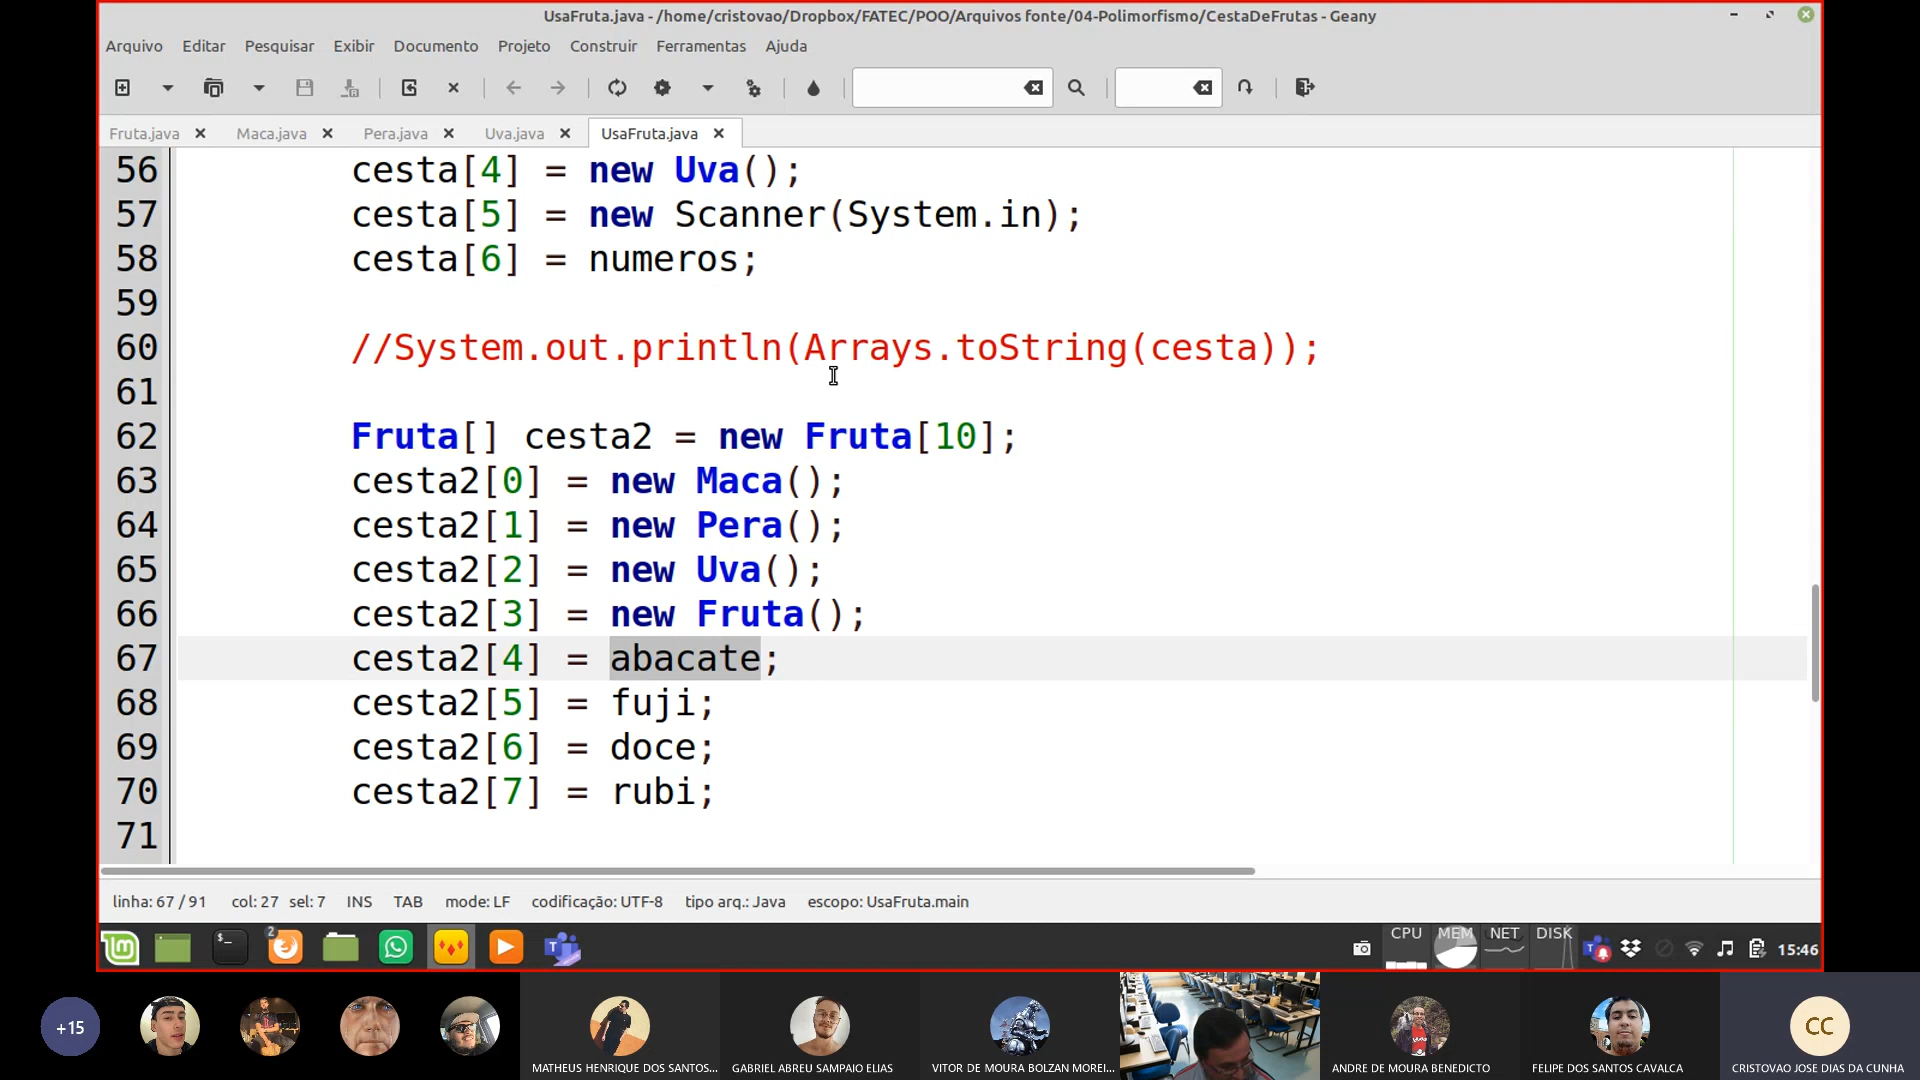 UsaFruta.java - /home/cristovao/Dropbox/FATEC/POO/Arquivos fonte/04-Polimorfismo/CestaDeFrutas - Geany
Arquivo Editar Pesquisar Exibir Documento Projeto Construir Ferramentas Ajuda
Fruta.java Maca.java Pera.java Uva.java UsaFruta.java
56 cesta[4] = new Uva();
57 cesta[5] = new Scanner(System.in);
58 cesta[6] = numeros;
59
60 //System.out.println(Arrays.toString(cesta));
61
62 Fruta[] cesta2 = new Fruta[10];
63 cesta2[0] = new Maca();
64 cesta2[1] = new Pera();
65 cesta2[2] = new Uva();
66 cesta2[3] = new Fruta();
67 cesta2[4] = abacate;
68 cesta2[5] = fuji;
69 cesta2[6] = doce;
70 cesta2[7] = rubi;
71
linha: 67 / 91 col: 27 sel: 7 INS TAB mode: LF codificação: UTF-8 tipo arq.: Java escopo: UsaFruta.main
2 CPU MEM NET DISK 15:46
+15 CC
MATHEUS HENRIQUE DOS SANTOS... GABRIEL ABREU SAMPAIO ELIAS VITOR DE MOURA BOLZAN MOREI... ANDRE DE MOURA BENEDICTO FELIPE DOS SANTOS CAVALCA CRISTOVAO JOSE DIAS DA CUNHA